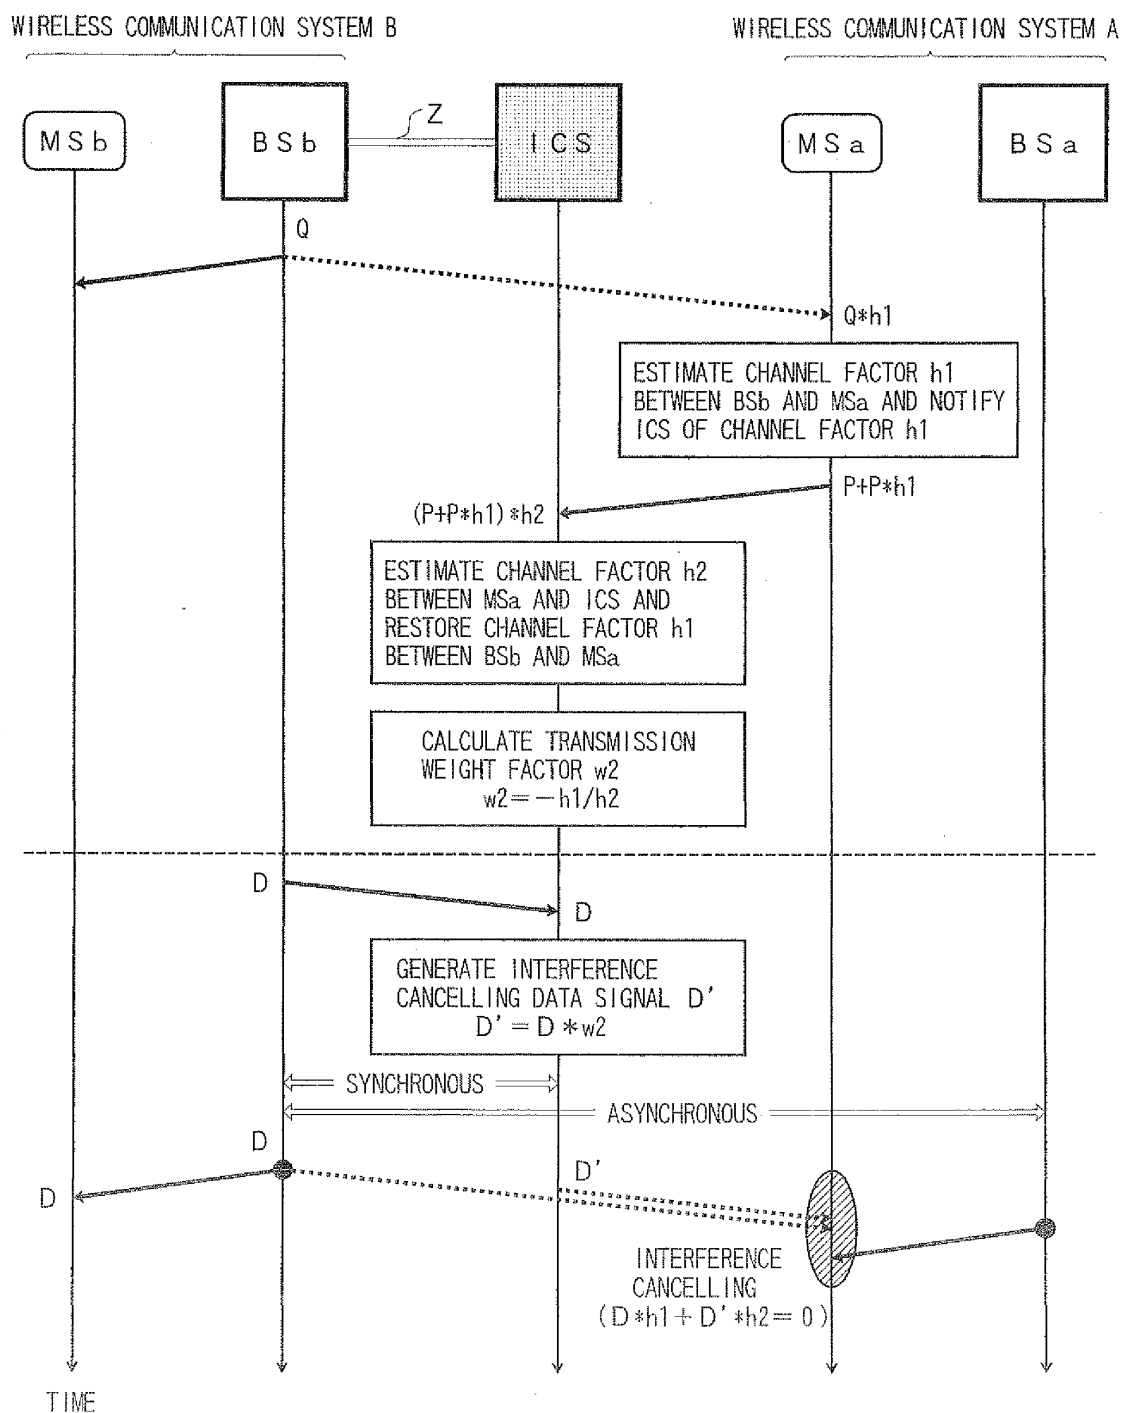 WIRELESS COMMUNICATION SYSTEM B
WIRELESS COMMUNICATION SYSTEM A
MSb
BSb
Z
ICS
MSa
BSa
Q
Q*h1
ESTIMATE CHANNEL FACTOR h1
BETWEEN BSb AND MSa AND NOTIFY
ICS OF CHANNEL FACTOR h1
P+P*h1
(P+P*h1)*h2
ESTIMATE CHANNEL FACTOR h2
BETWEEN MSa AND ICS AND
RESTORE CHANNEL FACTOR h1
BETWEEN BSb AND MSa
CALCULATE TRANSMISSION
WEIGHT FACTOR w2
w2=-h1/h2
D
D
GENERATE INTERFERENCE
CANCELLING DATA SIGNAL D'
D'=D*w2
SYNCHRONOUS
ASYNCHRONOUS
D
D'
D
INTERFERENCE
CANCELLING
(D*h1+D'*h2=0)
TIME